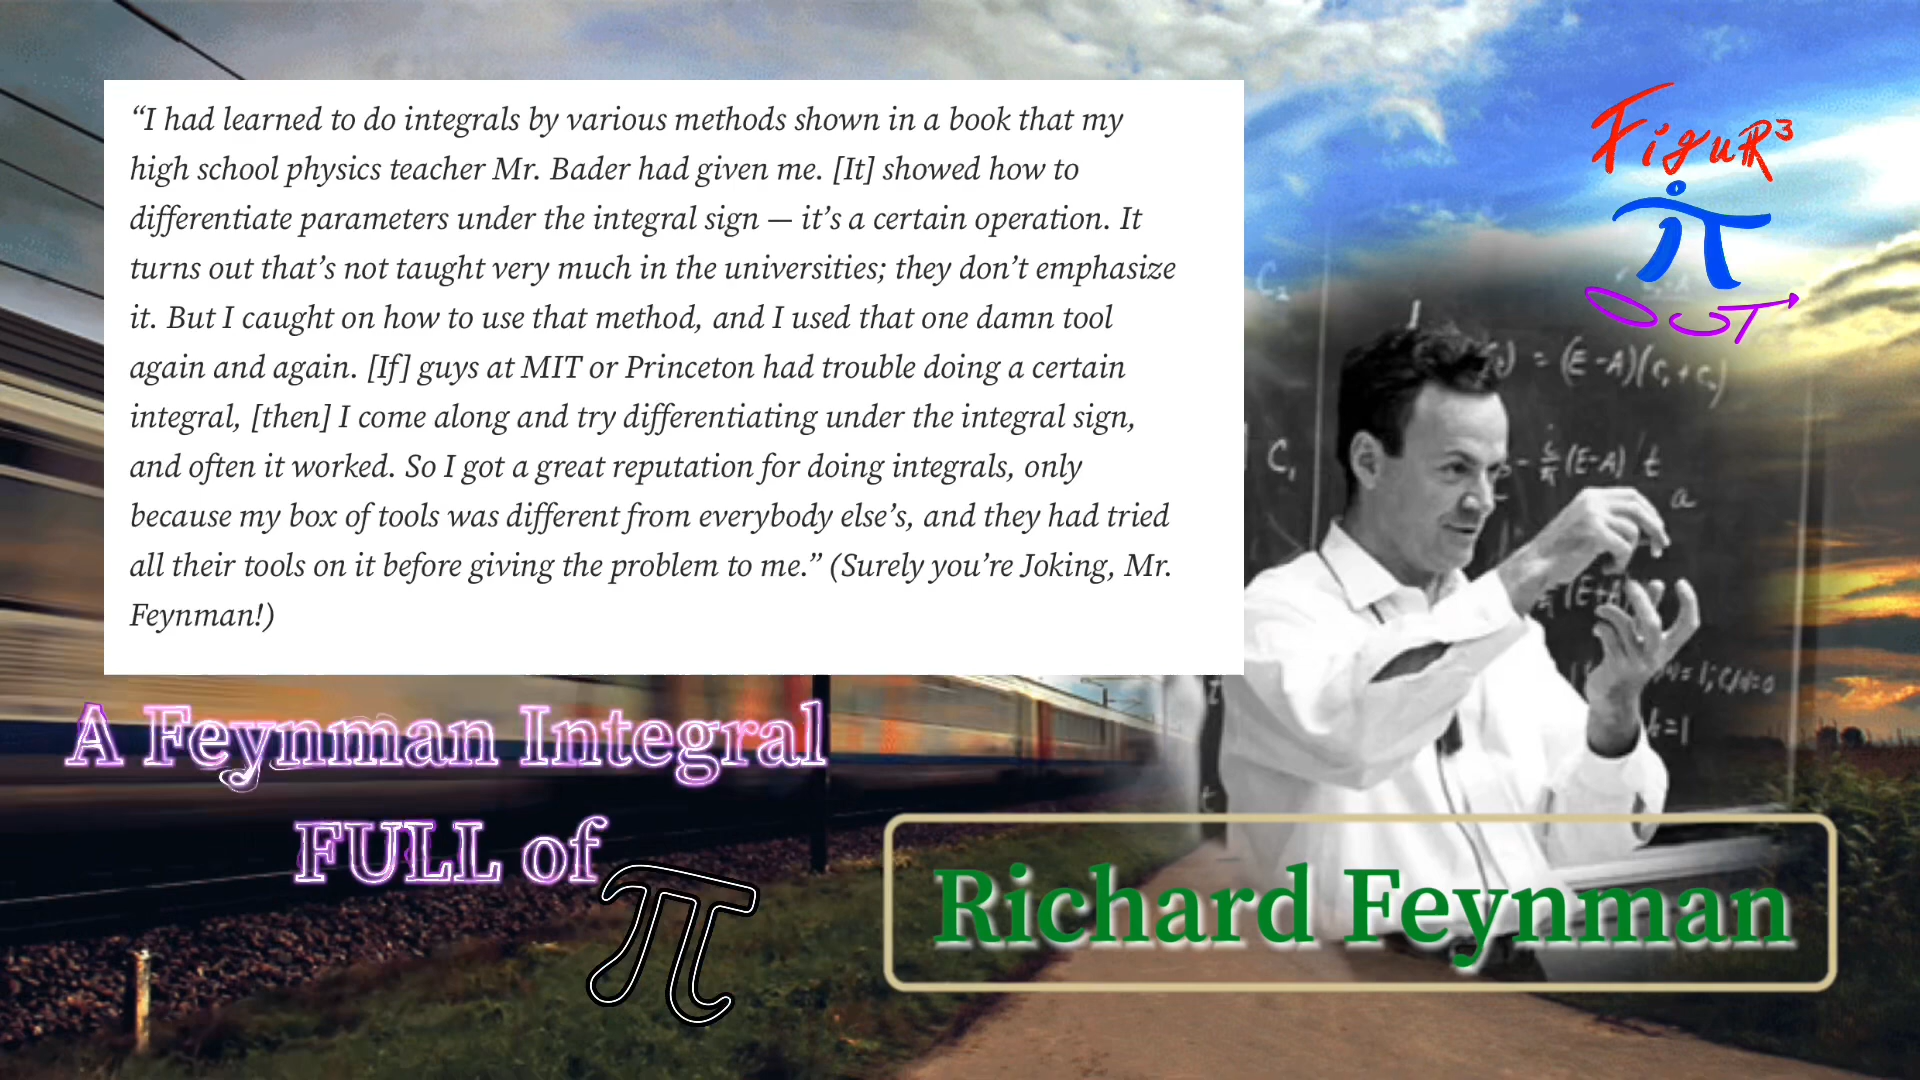 “I had learned to do integrals by various methods shown in a book that my
high school physics teacher Mr. Bader had given me. [It] showed how to
differentiate parameters under the integral sign — it’s a certain operation. It
turns out that’s not taught very much in the universities; they don’t emphasize
it. But I caught on how to use that method, and I used that one damn tool
again and again. [If] guys at MIT or Princeton had trouble doing a certain
integral, [then] I come along and try differentiating under the integral sign,
and often it worked. So I got a great reputation for doing integrals, only
because my box of tools was different from everybody else’s, and they had tried
all their tools on it before giving the problem to me.” (Surely you’re Joking, Mr.
Feynman!)
FiguR³
π
OUT
) = (E-A)(C₁+C₂)
C₁
(E-A) t
a
A Feynman Integral
FULL of π
Richard Feynman